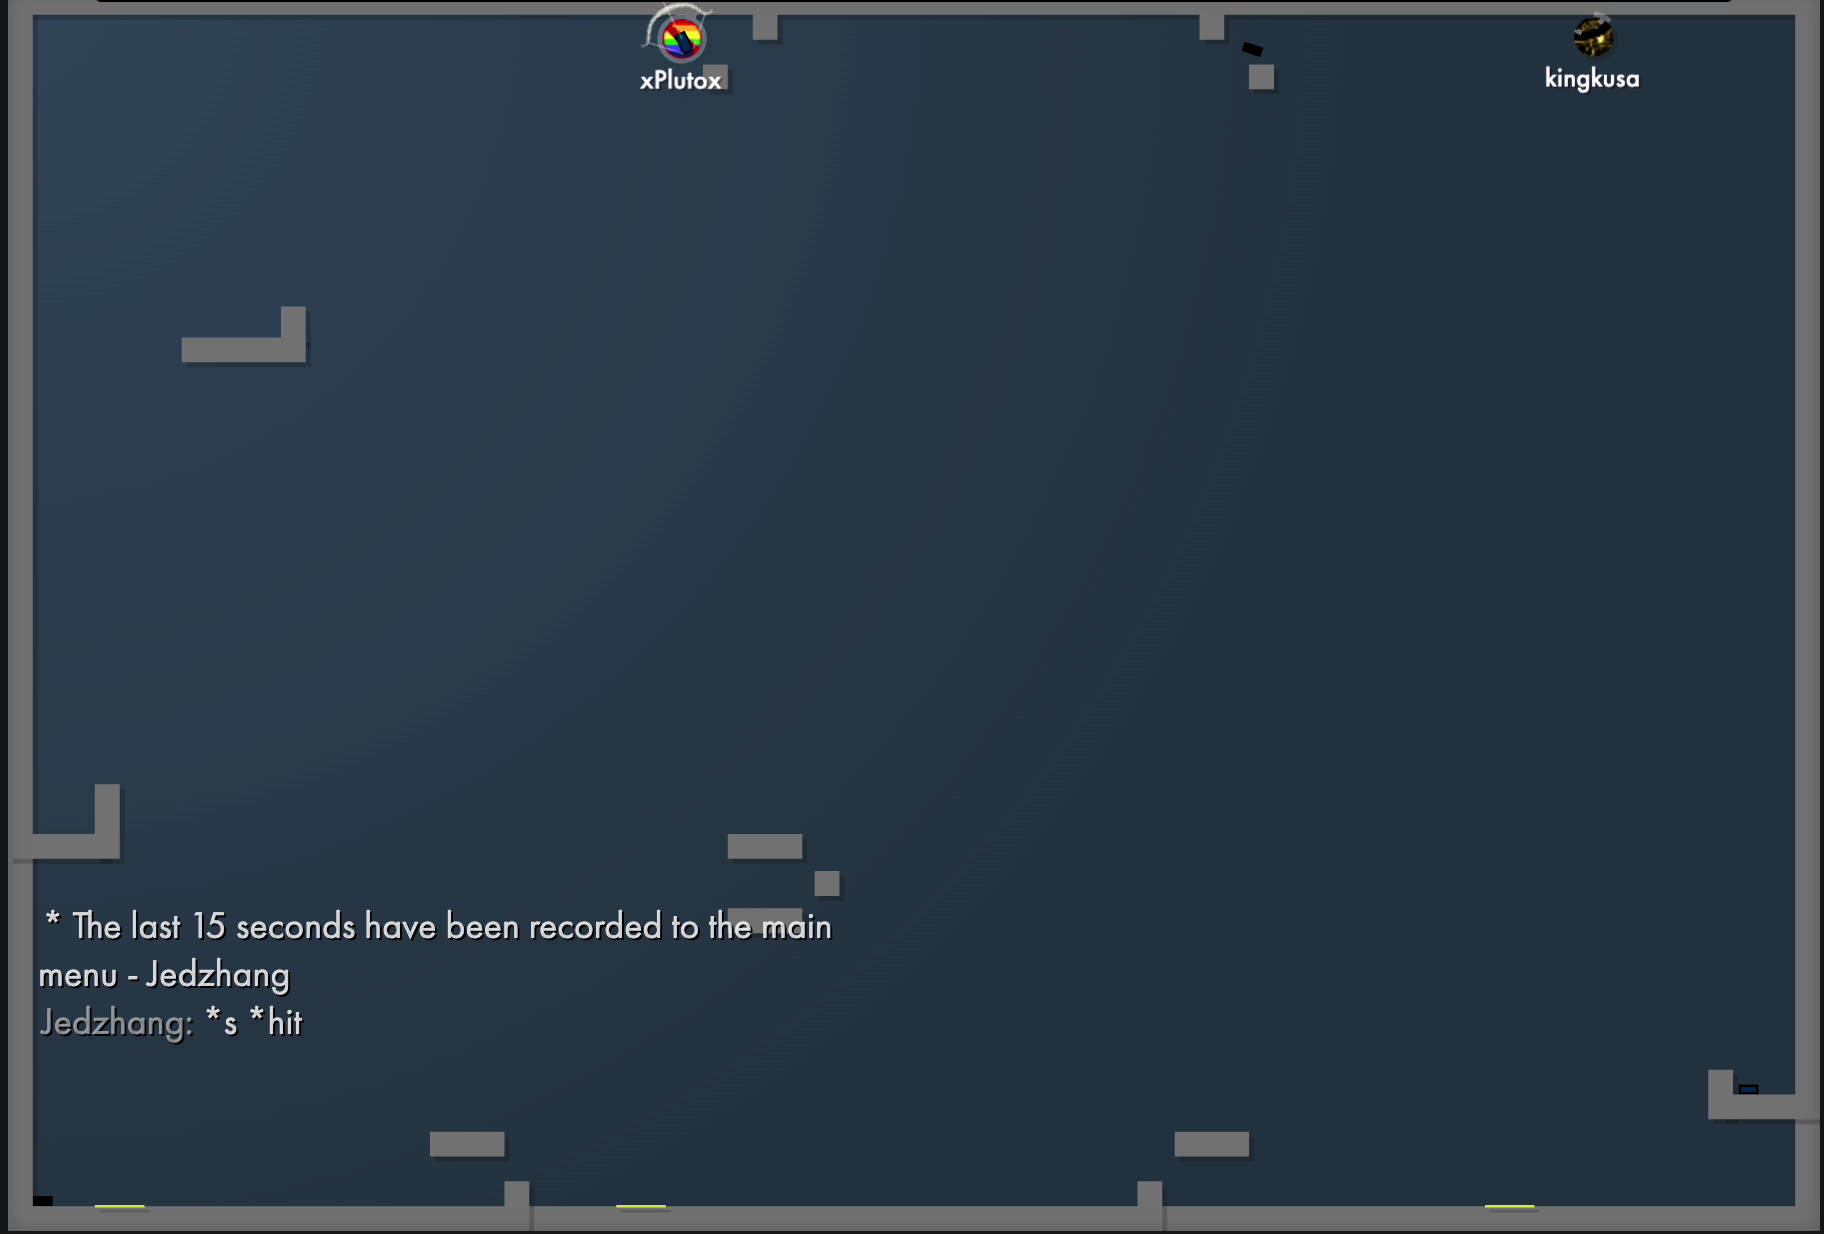 xPlutox
kingkusa
* The last 15 seconds have been recorded to the main
menu - Jedzhang
Jedzhang: *s *hit